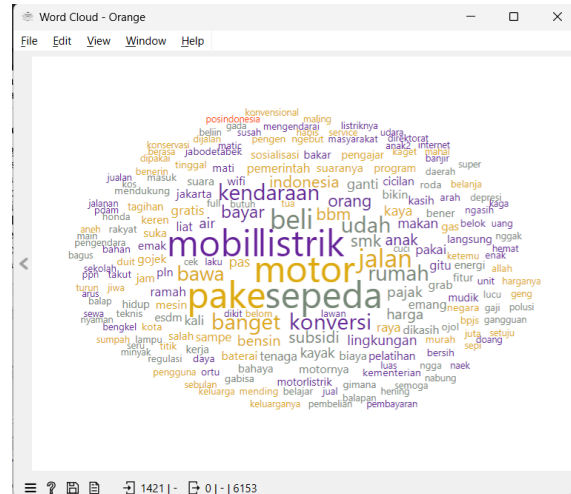 Word Cloud - Orange
File Edit View Window Help
konvensional
posindonesia maling
gada mengendarai listriknya
beliin susah habis service udara
dijalan pengen ngebut masyarakat direktorat
konservasi matic anak2 internet
berasa jabodetabek sosialisasi bakar pengajar kaget mahal
dipakai tinggal mati pemerintah suaranya program banjir super
benerin daerah
jualan masuk suara wifi indonesia ganti cicilan roda belanja
kos
mendukung jakarta kendaraan orang bikin kasih arah depresi
jalanan full butuh tua kaga
pdam tagihan gratis bayar beli bbm kaya bener ngasih
honda keren udah makan gas belok uang
aneh rakyat suka liat air smk anak langsung hemat
main
pengendara bahan emak mobillistrik jalan cuci pakai ketemu enak
bagus duit gojek cek laku pas gitu energi allah
sekolah pln bawa motor rumah fitur unit harganya
ppn takut jam grab
turun jiwa
arus ramah pakesepeda pajak mudik lucu geng
balap hidup mesin emang negara gaji polusi
sewa teknis esdm kali dikit belom lawan harga bpjs gangguan
nyaman
bengkel kota banget konversi raya dikasih ojol juta setuju
sumpah lampu salah sampe bensin subsidi lingkungan murah doang
seru titik kerja sepi
minyak baterai tenaga kayak biaya pelatihan bersih
regulasi daya luas ngga naek
pengguna ortu bahaya motornya kementerian
sebulan gabisa motorlistrik gimana semoga nabung
keluarga mending belajar jual hening
balapan
keluarganya pembelian pembayaran
1421 | - 0 | - | 6153